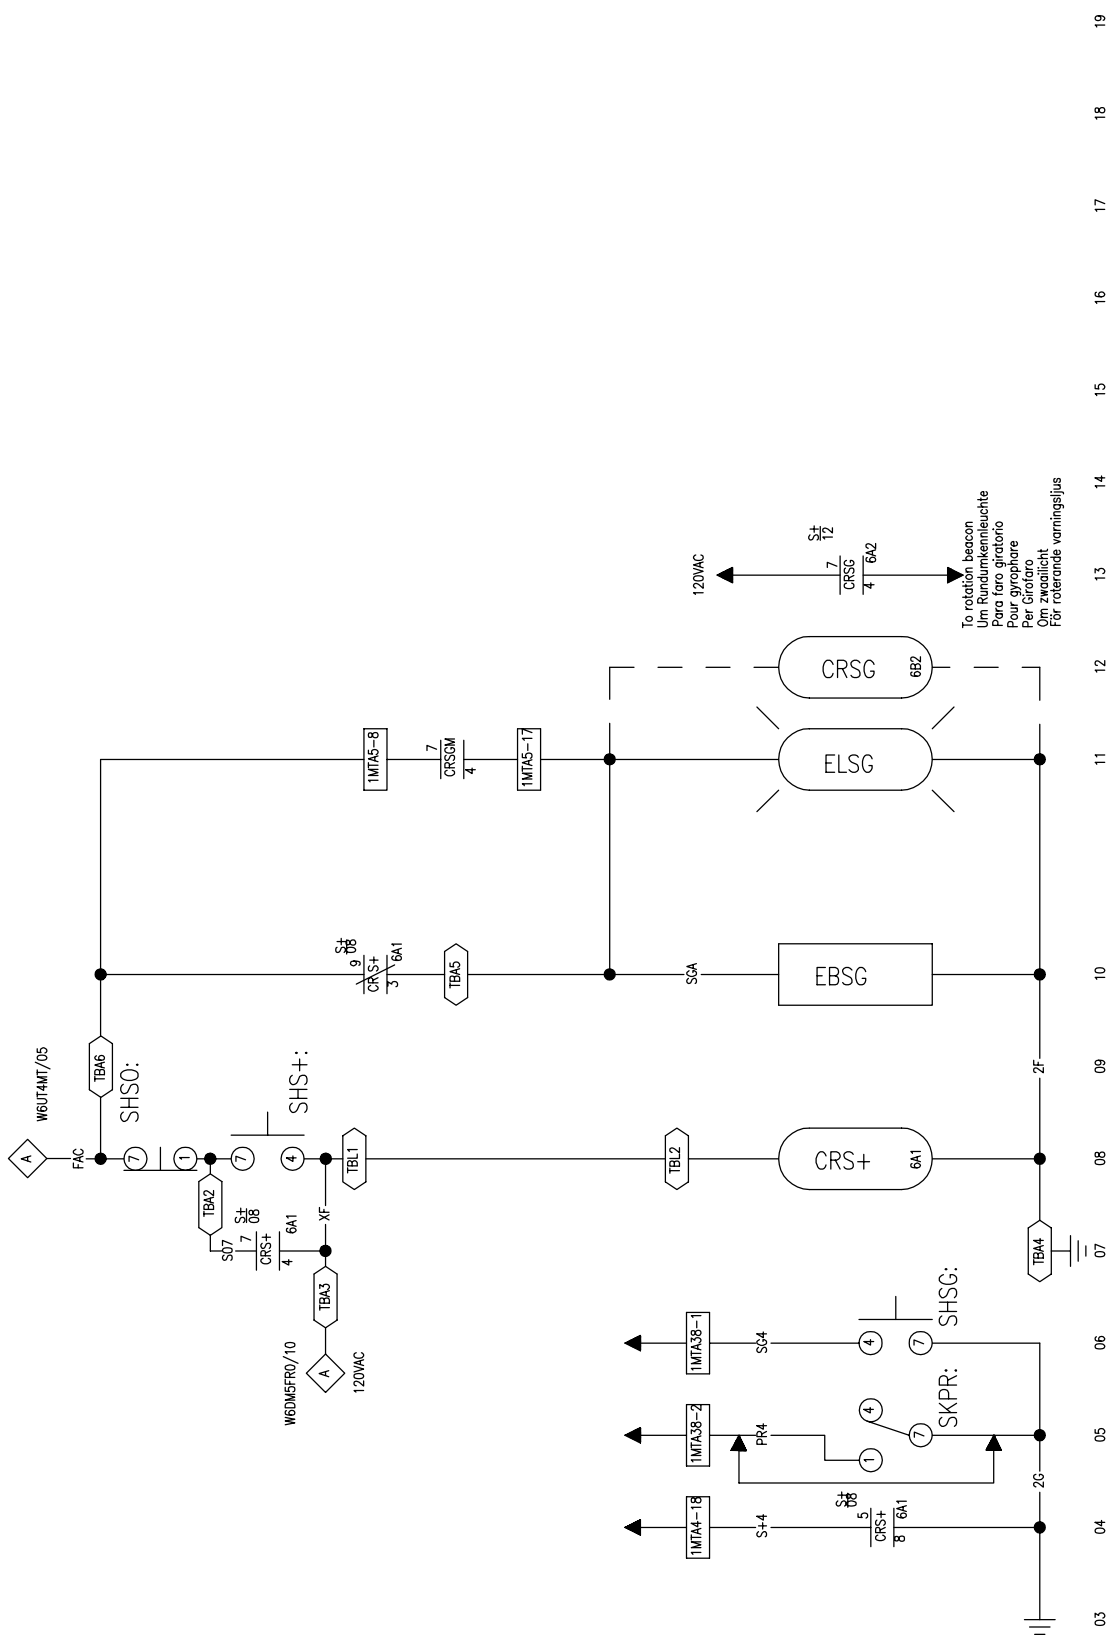 19
18
17
16
15
14
13
12
11
10
09
08
07
06
05
04
03
W6UT4MT/05
A
FAC
TBA6
SHSO:
7
1
TBA2
SHS+:
7
4
S07
7
CRS+
4
S+
08
6A1
XF
TBA3
A
W6DM5FR0/10
120VAC
TBL1
TBL2
CRS+
6A1
2F
TBA4
S+
08
9
CRS+
3
6A1
TBA5
SGA
EBSG
1MTA5-8
7
CRSGM
4
1MTA5-17
ELSG
CRSG
6B2
120VAC
S+
12
7
CRSG
4
6A2
To rotation beacon
Um Rundumkennleuchte
Para faro giratorio
Pour gyrophare
Per Girofaro
Om zwaailicht
För roterande varningsljus
1MTA38-1
SG4
4
7
SHSG:
1MTA38-2
PR4
4
1
7
SKPR:
1MTA4-18
S+4
S+
08
5
CRS+
8
6A1
2G